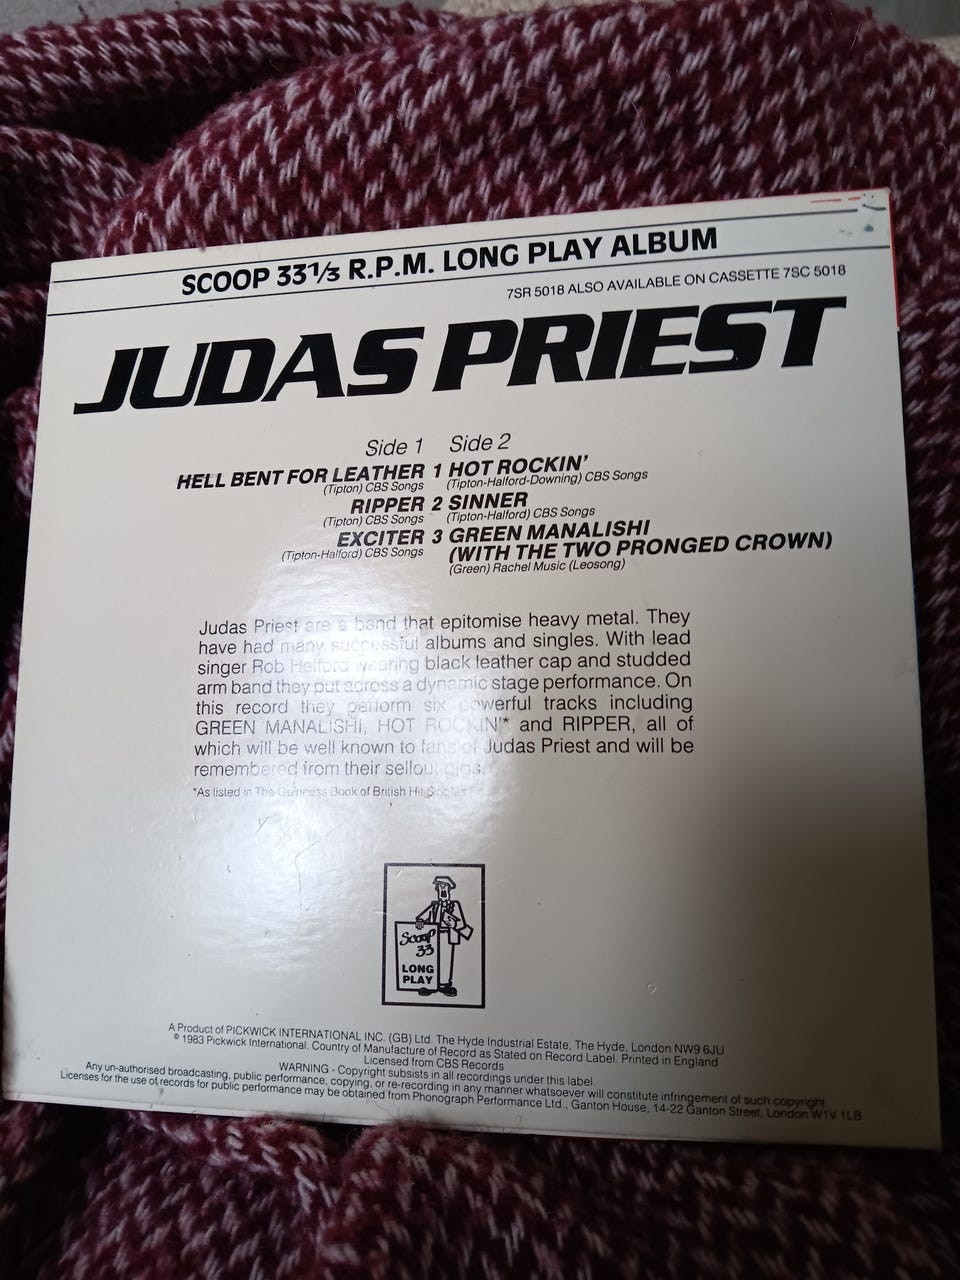 SCOOP 33⅓ R.P.M. LONG PLAY ALBUM
7SR 5018 ALSO AVAILABLE ON CASSETTE 7SC 5018
JUDAS PRIEST
Side 1 Side 2
HELL BENT FOR LEATHER 1 HOT ROCKIN'
(Tipton) CBS Songs (Tipton-Halford-Downing) CBS Songs
RIPPER 2 SINNER
(Tipton) CBS Songs (Tipton-Halford) CBS Songs
EXCITER 3 GREEN MANALISHI
(Tipton-Halford) CBS Songs (WITH THE TWO PRONGED CROWN)
(Green) Rachel Music (Leosong)
Judas Priest are a band that epitomise heavy metal. They
have had many successful albums and singles. With lead
singer Rob Halford wearing black leather cap and studded
arm band they put across a dynamic stage performance. On
this record they perform six powerful tracks including
GREEN MANALISHI, HOT ROCKIN'* and RIPPER, all of
which will be well known to fans of Judas Priest and will be
remembered from their sellout gigs.
*As listed in The Guinness Book of British Hit Singles
Scoop
33
LONG
PLAY
A Product of PICKWICK INTERNATIONAL INC. (GB) Ltd. The Hyde Industrial Estate, The Hyde, London NW9 6JU
© 1983 Pickwick International. Country of Manufacture of Record as Stated on Record Label. Printed in England
Licensed from CBS Records
WARNING - Copyright subsists in all recordings under this label.
Any un-authorised broadcasting, public performance, copying, or re-recording in any manner whatsoever will constitute infringement of such copyright.
Licenses for the use of records for public performance may be obtained from Phonograph Performance Ltd., Ganton House, 14-22 Ganton Street, London W1V 1LB